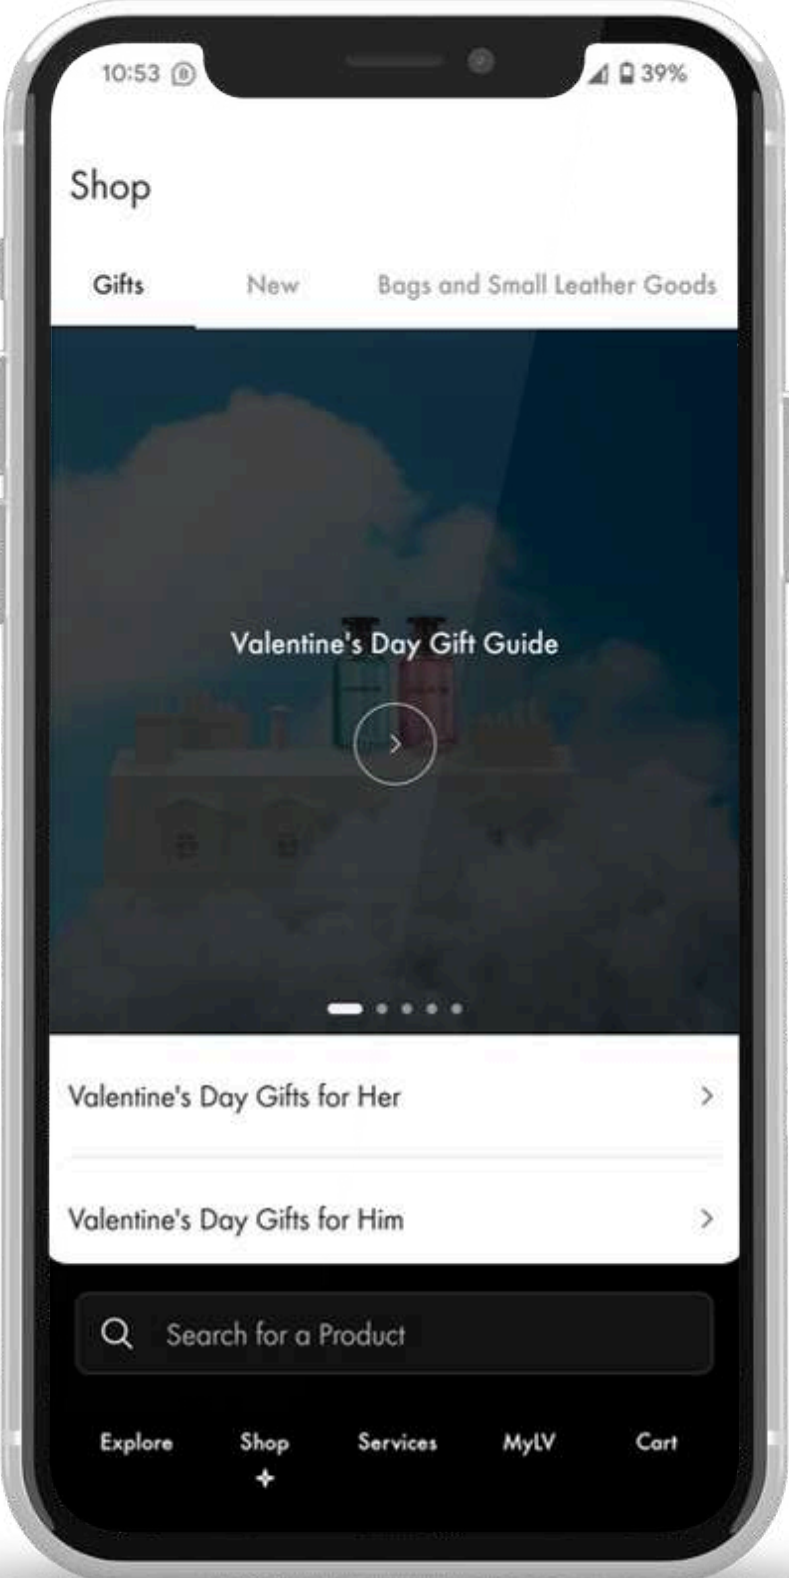 10:53
39%
Shop
Gifts
New
Bags and Small Leather Goods
Valentine's Day Gift Guide
Valentine's Day Gifts for Her
Valentine's Day Gifts for Him
Search for a Product
Explore
Shop
Services
MyLV
Cart